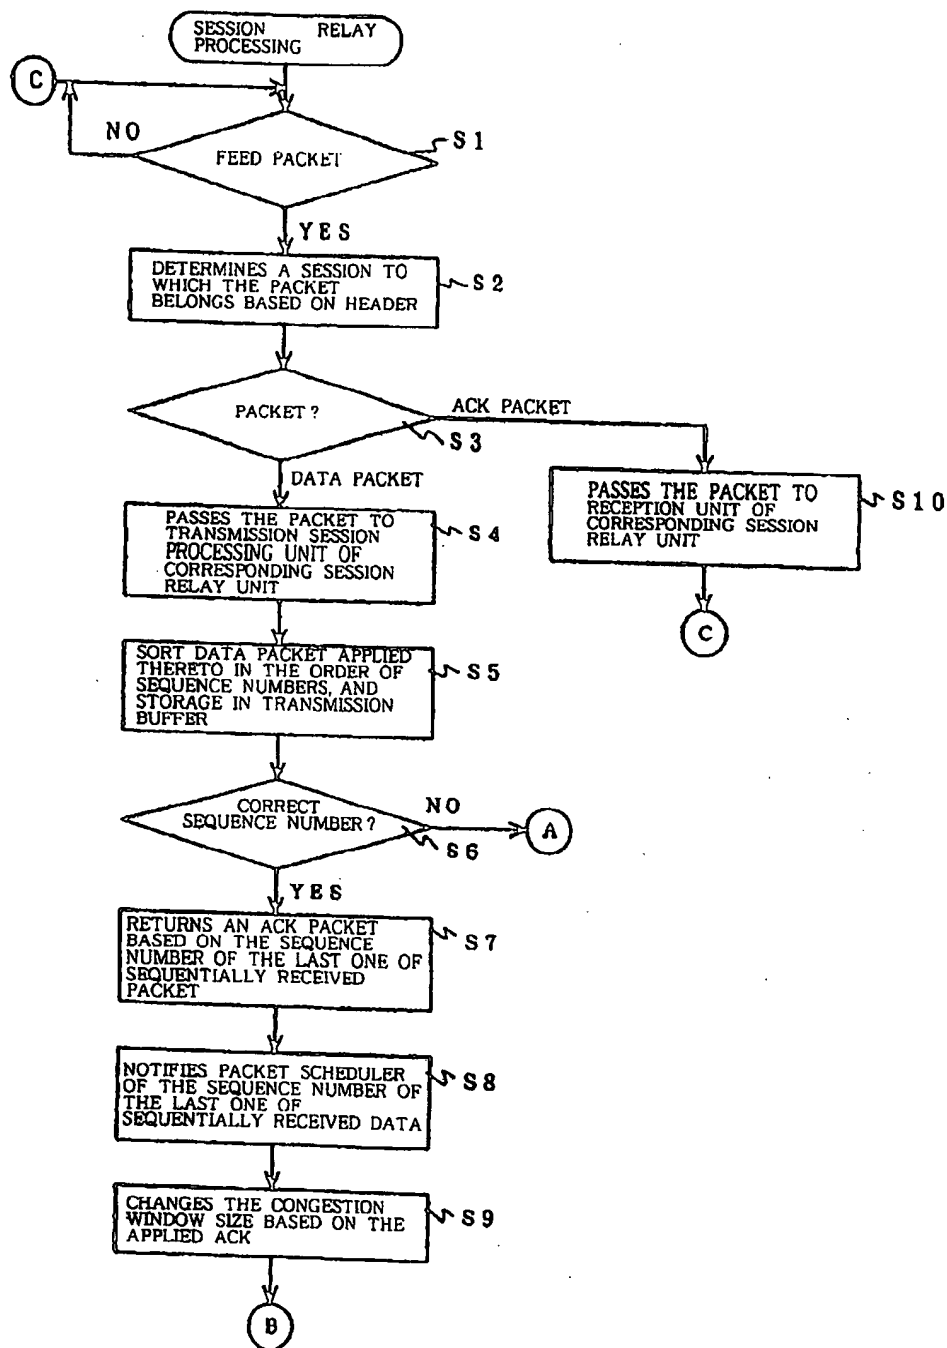 SESSION RELAY
PROCESSING
C
NO
FEED PACKET
S1
YES
DETERMINES A SESSION TO
WHICH THE PACKET
BELONGS BASED ON HEADER
S2
PACKET?
ACK PACKET
S3
DATA PACKET
PASSES THE PACKET TO
TRANSMISSION SESSION
PROCESSING UNIT OF
CORRESPONDING SESSION
RELAY UNIT
S4
PASSES THE PACKET TO
RECEPTION UNIT OF
CORRESPONDING SESSION
RELAY UNIT
S10
C
SORT DATA PACKET APPLIED
THERETO IN THE ORDER OF
SEQUENCE NUMBERS, AND
STORAGE IN TRANSMISSION
BUFFER
S5
CORRECT
SEQUENCE NUMBER?
NO
A
S6
YES
RETURNS AN ACK PACKET
BASED ON THE SEQUENCE
NUMBER OF THE LAST ONE OF
SEQUENTIALLY RECEIVED
PACKET
S7
NOTIFIES PACKET SCHEDULER
OF THE SEQUENCE NUMBER OF
THE LAST ONE OF
SEQUENTIALLY RECEIVED DATA
S8
CHANGES THE CONGESTION
WINDOW SIZE BASED ON THE
APPLIED ACK
S9
B